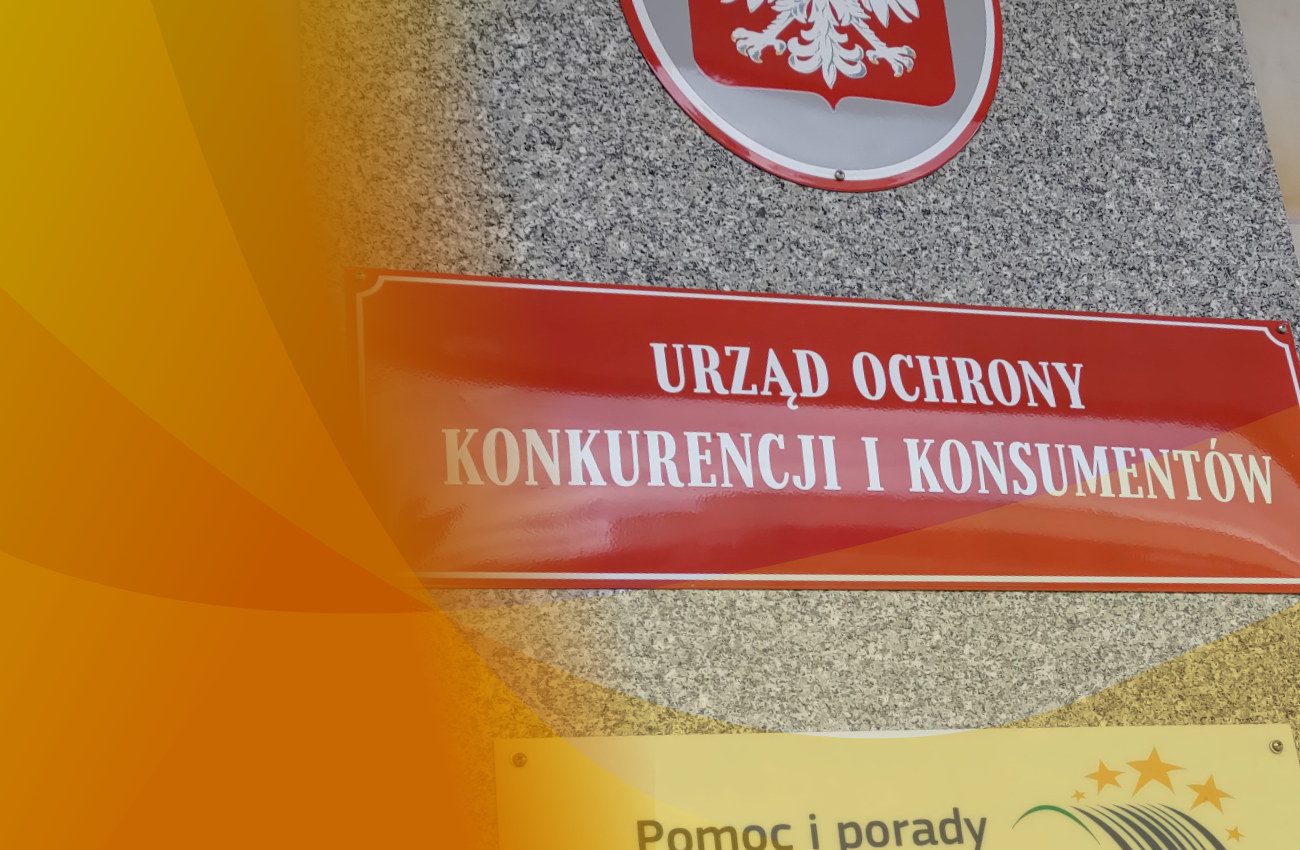 URZĄD OCHRONY
KONKURENCJI I KONSUMENTÓW
Pomoc i porady